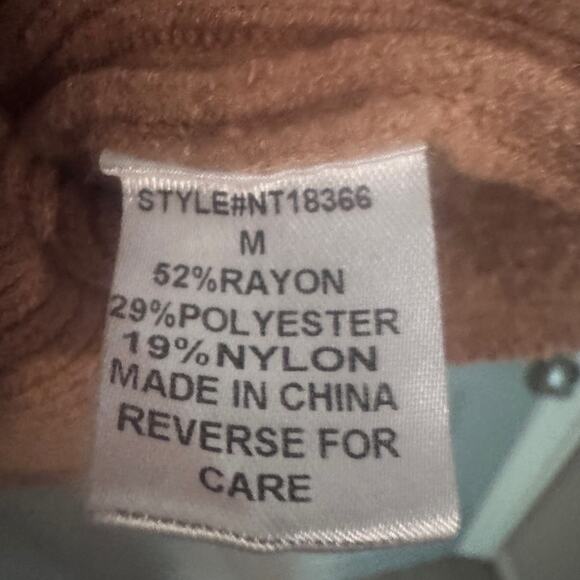 STYLE#NT18366
M
52%RAYON
29%POLYESTER
19%NYLON
MADE IN CHINA
REVERSE FOR
CARE